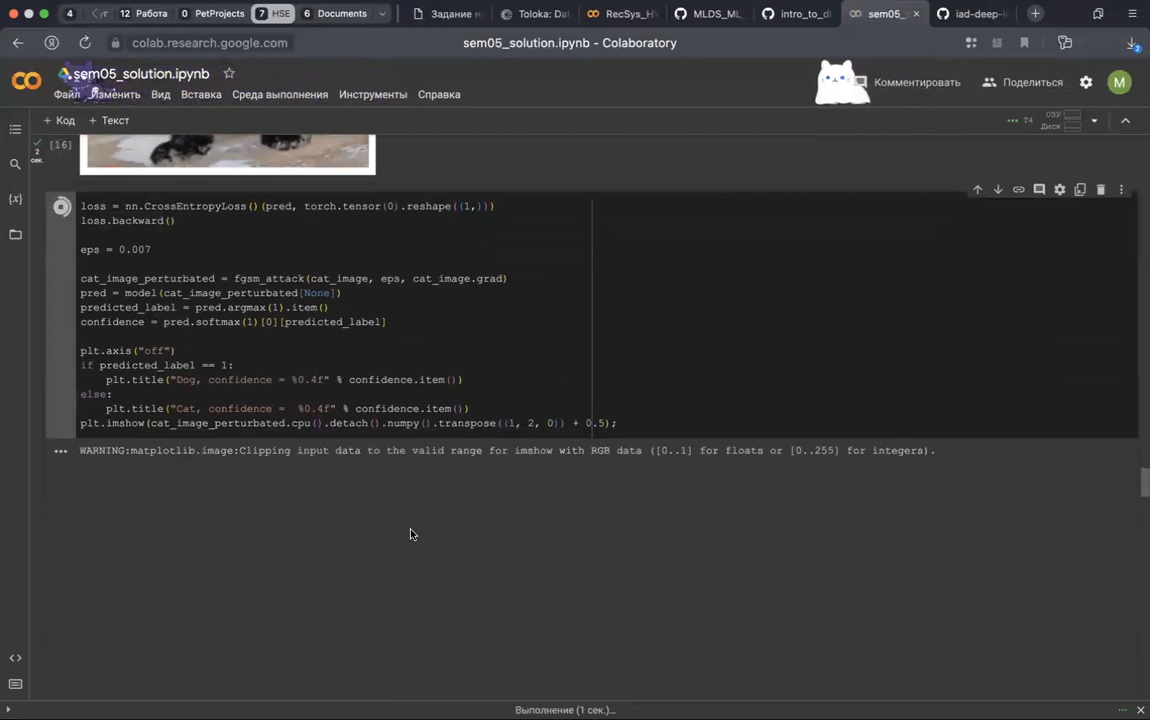 4
12 Работа
0 PetProjects
7 HSE
6 Documents
Задание н
Toloka: Da
RecSys_H
MLDS_ML_
intro_to_dl
sem05_s
iad-deep-l
colab.research.google.com
sem05_solution.ipynb - Colaboratory
2
sem05_solution.ipynb
Файл Изменить Вид Вставка Среда выполнения Инструменты Справка
Комментировать
Поделиться
M
+ Код + Текст
T4
ОЗУ
Диск
2
сек.
[16]
loss = nn.CrossEntropyLoss()(pred, torch.tensor(0).reshape((1,)))
loss.backward()
eps = 0.007
cat_image_perturbated = fgsm_attack(cat_image, eps, cat_image.grad)
pred = model(cat_image_perturbated[None])
predicted_label = pred.argmax(1).item()
confidence = pred.softmax(1)[0][predicted_label]
plt.axis("off")
if predicted_label == 1:
    plt.title("Dog, confidence = %0.4f" % confidence.item())
else:
    plt.title("Cat, confidence =  %0.4f" % confidence.item())
plt.imshow(cat_image_perturbated.cpu().detach().numpy().transpose((1, 2, 0)) + 0.5);
WARNING:matplotlib.image:Clipping input data to the valid range for imshow with RGB data ([0..1] for floats or [0..255] for integers).
Выполнение (1 сек.)...